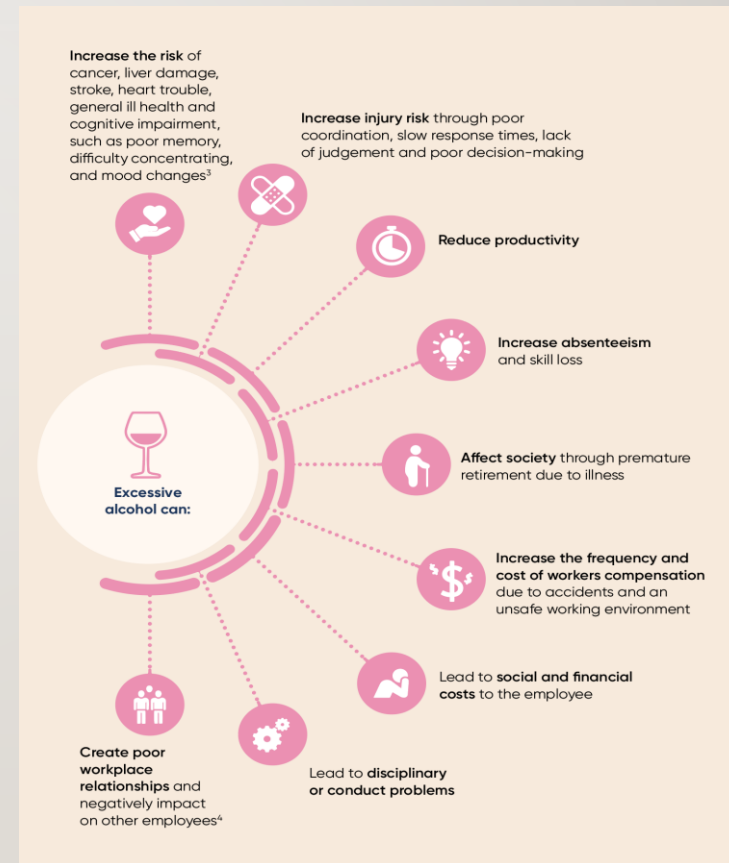 Increase the risk of
cancer, liver damage,
stroke, heart trouble,
general ill health and
cognitive impairment,
such as poor memory,
difficulty concentrating,
and mood changes³
Increase injury risk through poor
coordination, slow response times, lack
of judgement and poor decision-making
Reduce productivity
Increase absenteeism
and skill loss
Excessive
alcohol can:
Affect society through premature
retirement due to illness
Increase the frequency and
cost of workers compensation
due to accidents and an
unsafe working environment
$
Lead to social and financial
costs to the employee
Lead to disciplinary
or conduct problems
Create poor
workplace
relationships and
negatively impact
on other employees⁴